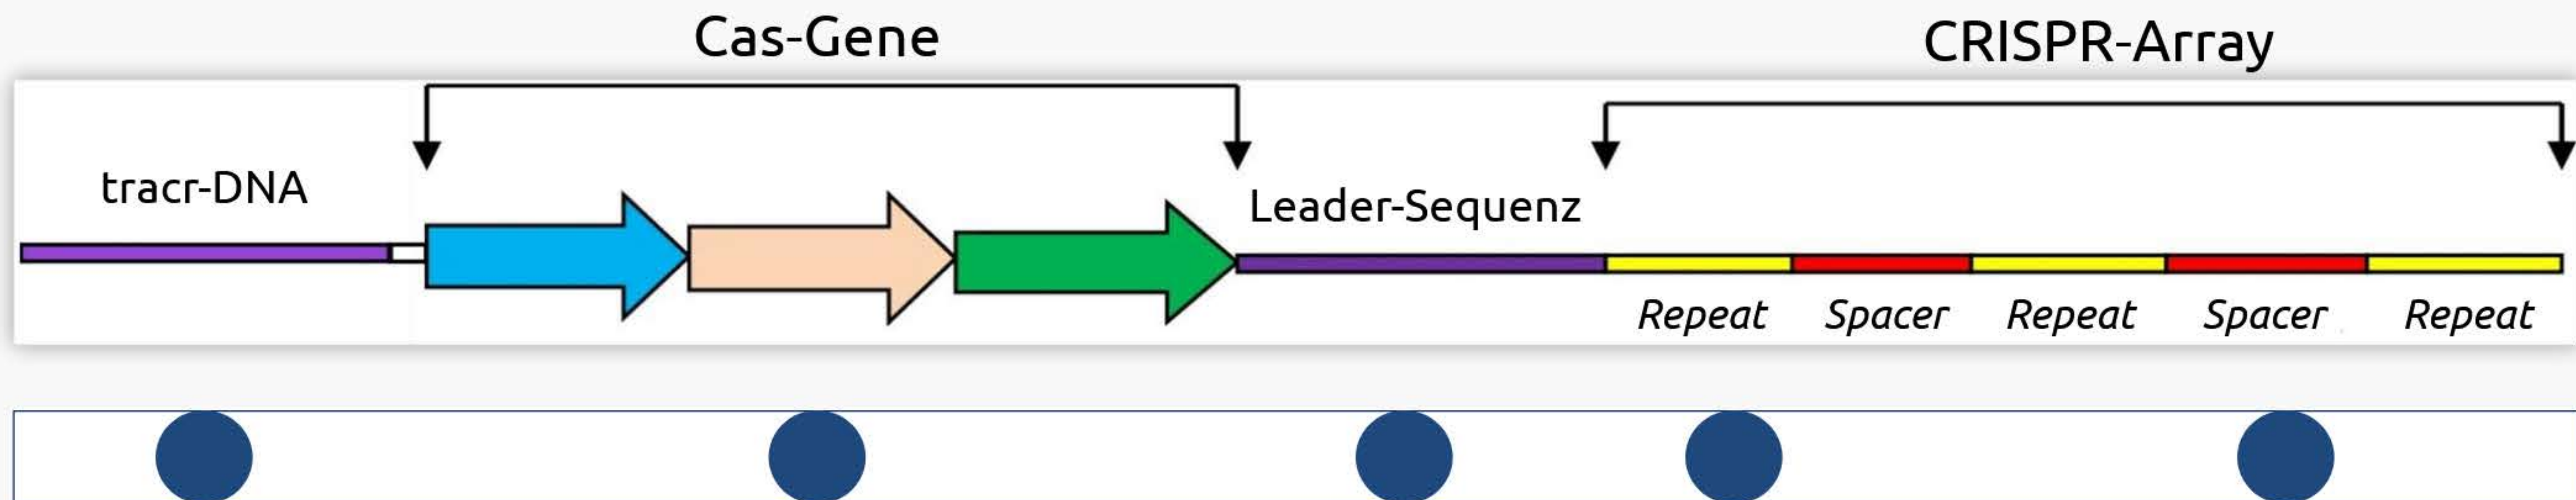 Cas-Gene
CRISPR-Array
tracr-DNA
Leader-Sequenz
Repeat Spacer Repeat Spacer Repeat